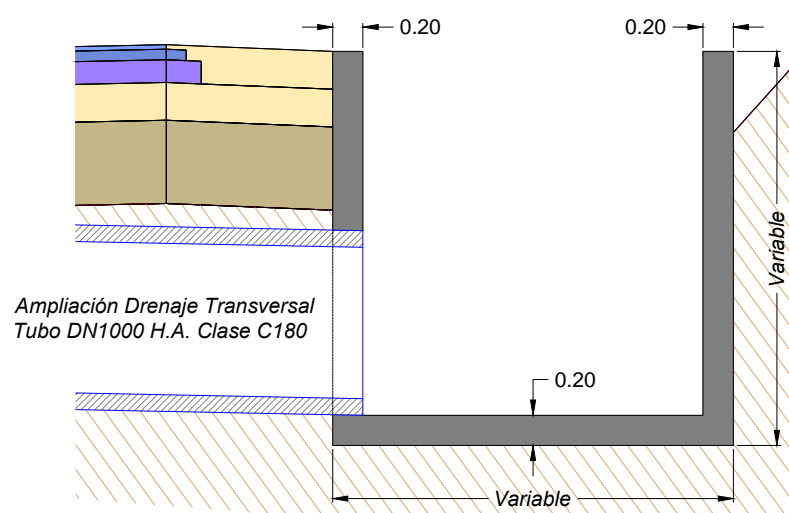 0.20
0.20
Variable
Ampliación Drenaje Transversal
Tubo DN1000 H.A. Clase C180
0.20
Variable